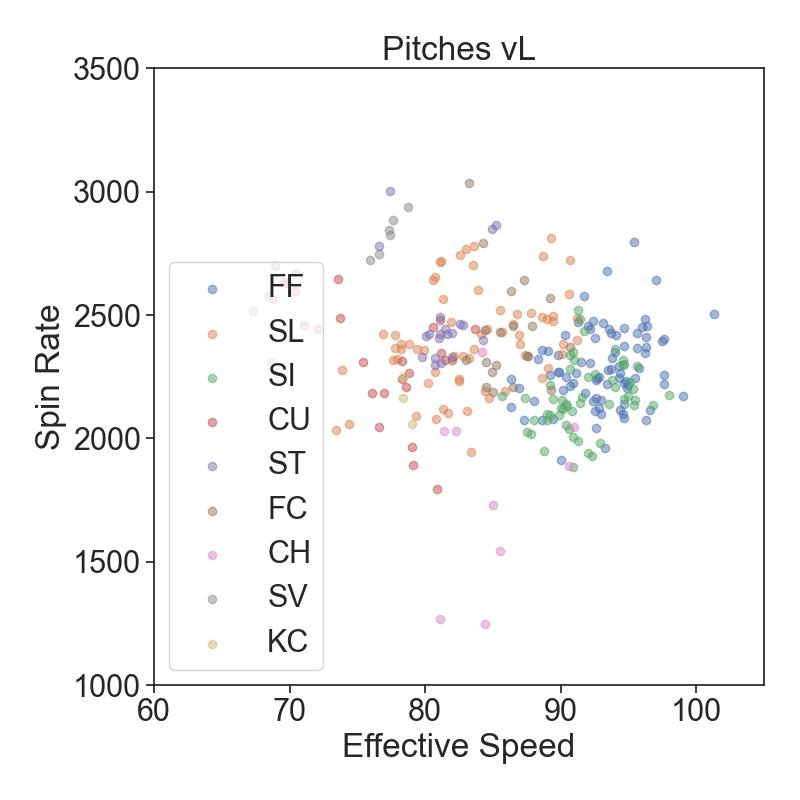 Pitches vL
3500
3000
2500
2000
1500
1000
Spin Rate
FF
SL
SI
CU
ST
FC
CH
SV
KC
60 70 80 90 100
Effective Speed